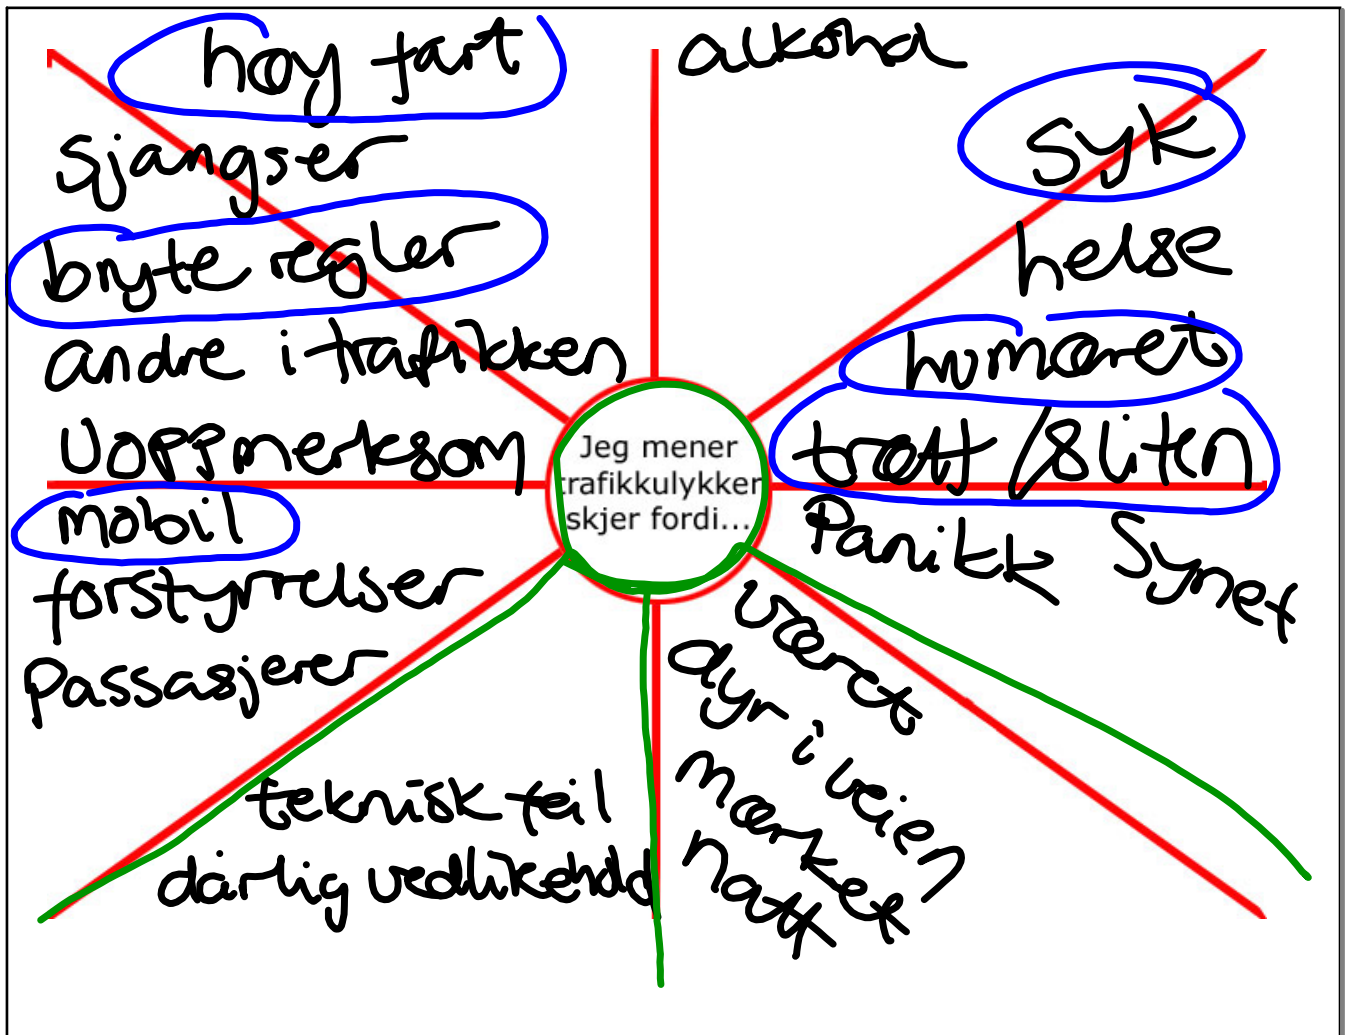 høy fart
sjangser
bryte regler
andre i trafikken
uoppmerksom
mobil
forstyrrelser
passasjerer
alkohol
syk
helse
humøret
trøtt/sliten
Panikk
Synet
Jeg mener
trafikkulykker
skjer fordi...
været
dyr i veien
mørket
natt
teknisk feil
dårlig vedlikehold